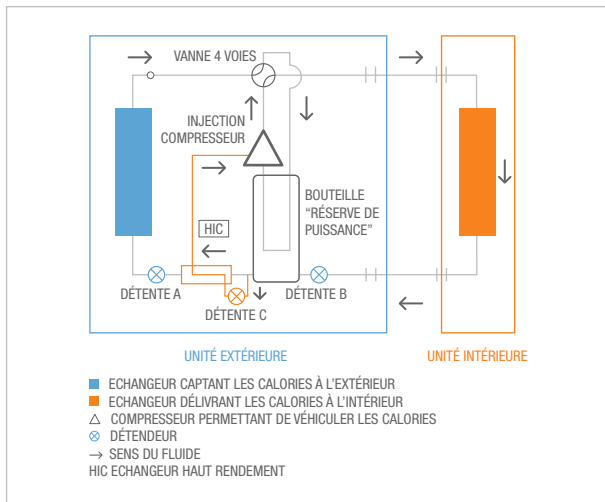 VANNE 4 VOIES
INJECTION
COMPRESSEUR
BOUTEILLE
“RÉSERVE DE
PUISSANCE”
HIC
DÉTENTE A
DÉTENTE B
DÉTENTE C
UNITÉ EXTÉRIEURE
UNITÉ INTÉRIEURE
ECHANGEUR CAPTANT LES CALORIES À L’EXTÉRIEUR
ECHANGEUR DÉLIVRANT LES CALORIES À L’INTÉRIEUR
COMPRESSEUR PERMETTANT DE VÉHICULER LES CALORIES
DÉTENDEUR
SENS DU FLUIDE
HIC ECHANGEUR HAUT RENDEMENT